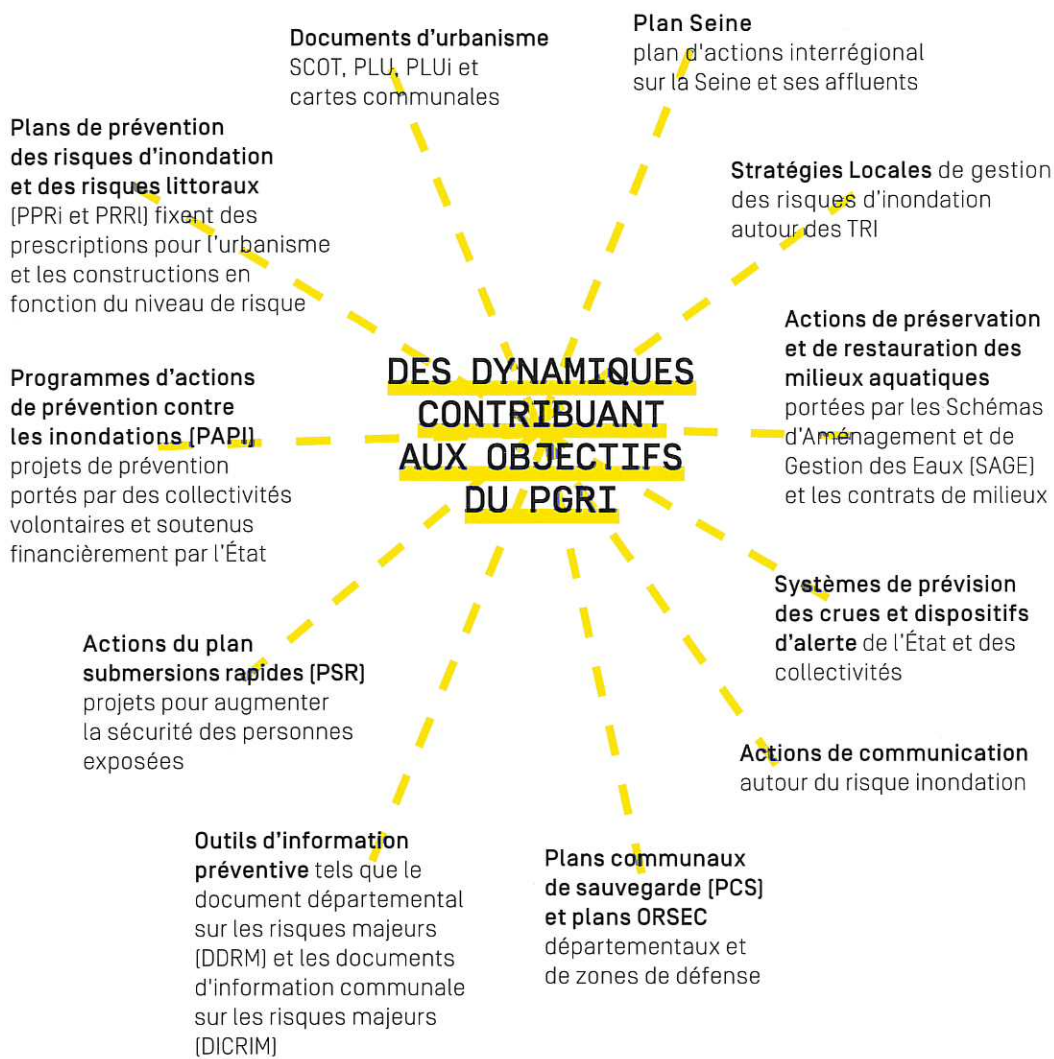 Documents d'urbanisme
SCOT, PLU, PLUi et
cartes communales
Plan Seine
plan d'actions interrégional
sur la Seine et ses affluents
Plans de prévention
des risques d'inondation
et des risques littoraux
(PPRi et PRRl) fixent des
prescriptions pour l'urbanisme
et les constructions en
fonction du niveau de risque
Stratégies Locales de gestion
des risques d'inondation
autour des TRI
Actions de préservation
et de restauration des
milieux aquatiques
portées par les Schémas
d'Aménagement et de
Gestion des Eaux (SAGE)
et les contrats de milieux
DES DYNAMIQUES
CONTRIBUANT
AUX OBJECTIFS
DU PGRI
Programmes d'actions
de prévention contre
les inondations (PAPI)
projets de prévention
portés par des collectivités
volontaires et soutenus
financièrement par l'État
Systèmes de prévision
des crues et dispositifs
d'alerte de l'État et des
collectivités
Actions du plan
submersions rapides (PSR)
projets pour augmenter
la sécurité des personnes
exposées
Actions de communication
autour du risque inondation
Outils d'information
préventive tels que le
document départemental
sur les risques majeurs
(DDRM) et les documents
d'information communale
sur les risques majeurs
(DICRIM)
Plans communaux
de sauvegarde (PCS)
et plans ORSEC
départementaux et
de zones de défense